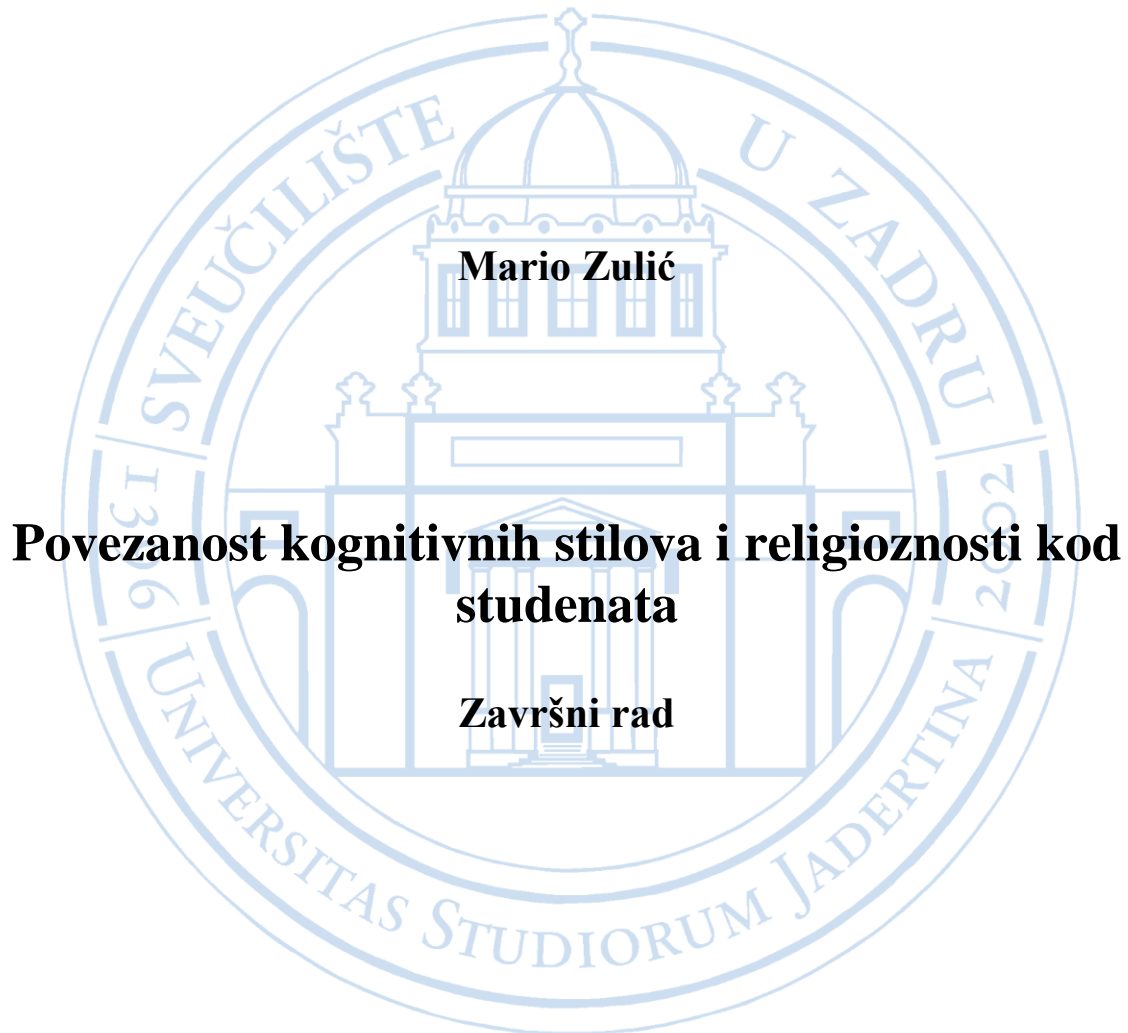 SVEUČILIŠTE U ZADRU
Mario Zulić
1396
2002
Povezanost kognitivnih stilova i religioznosti kod
studenata
Završni rad
UNIVERSITAS STUDIORUM JADERTINA